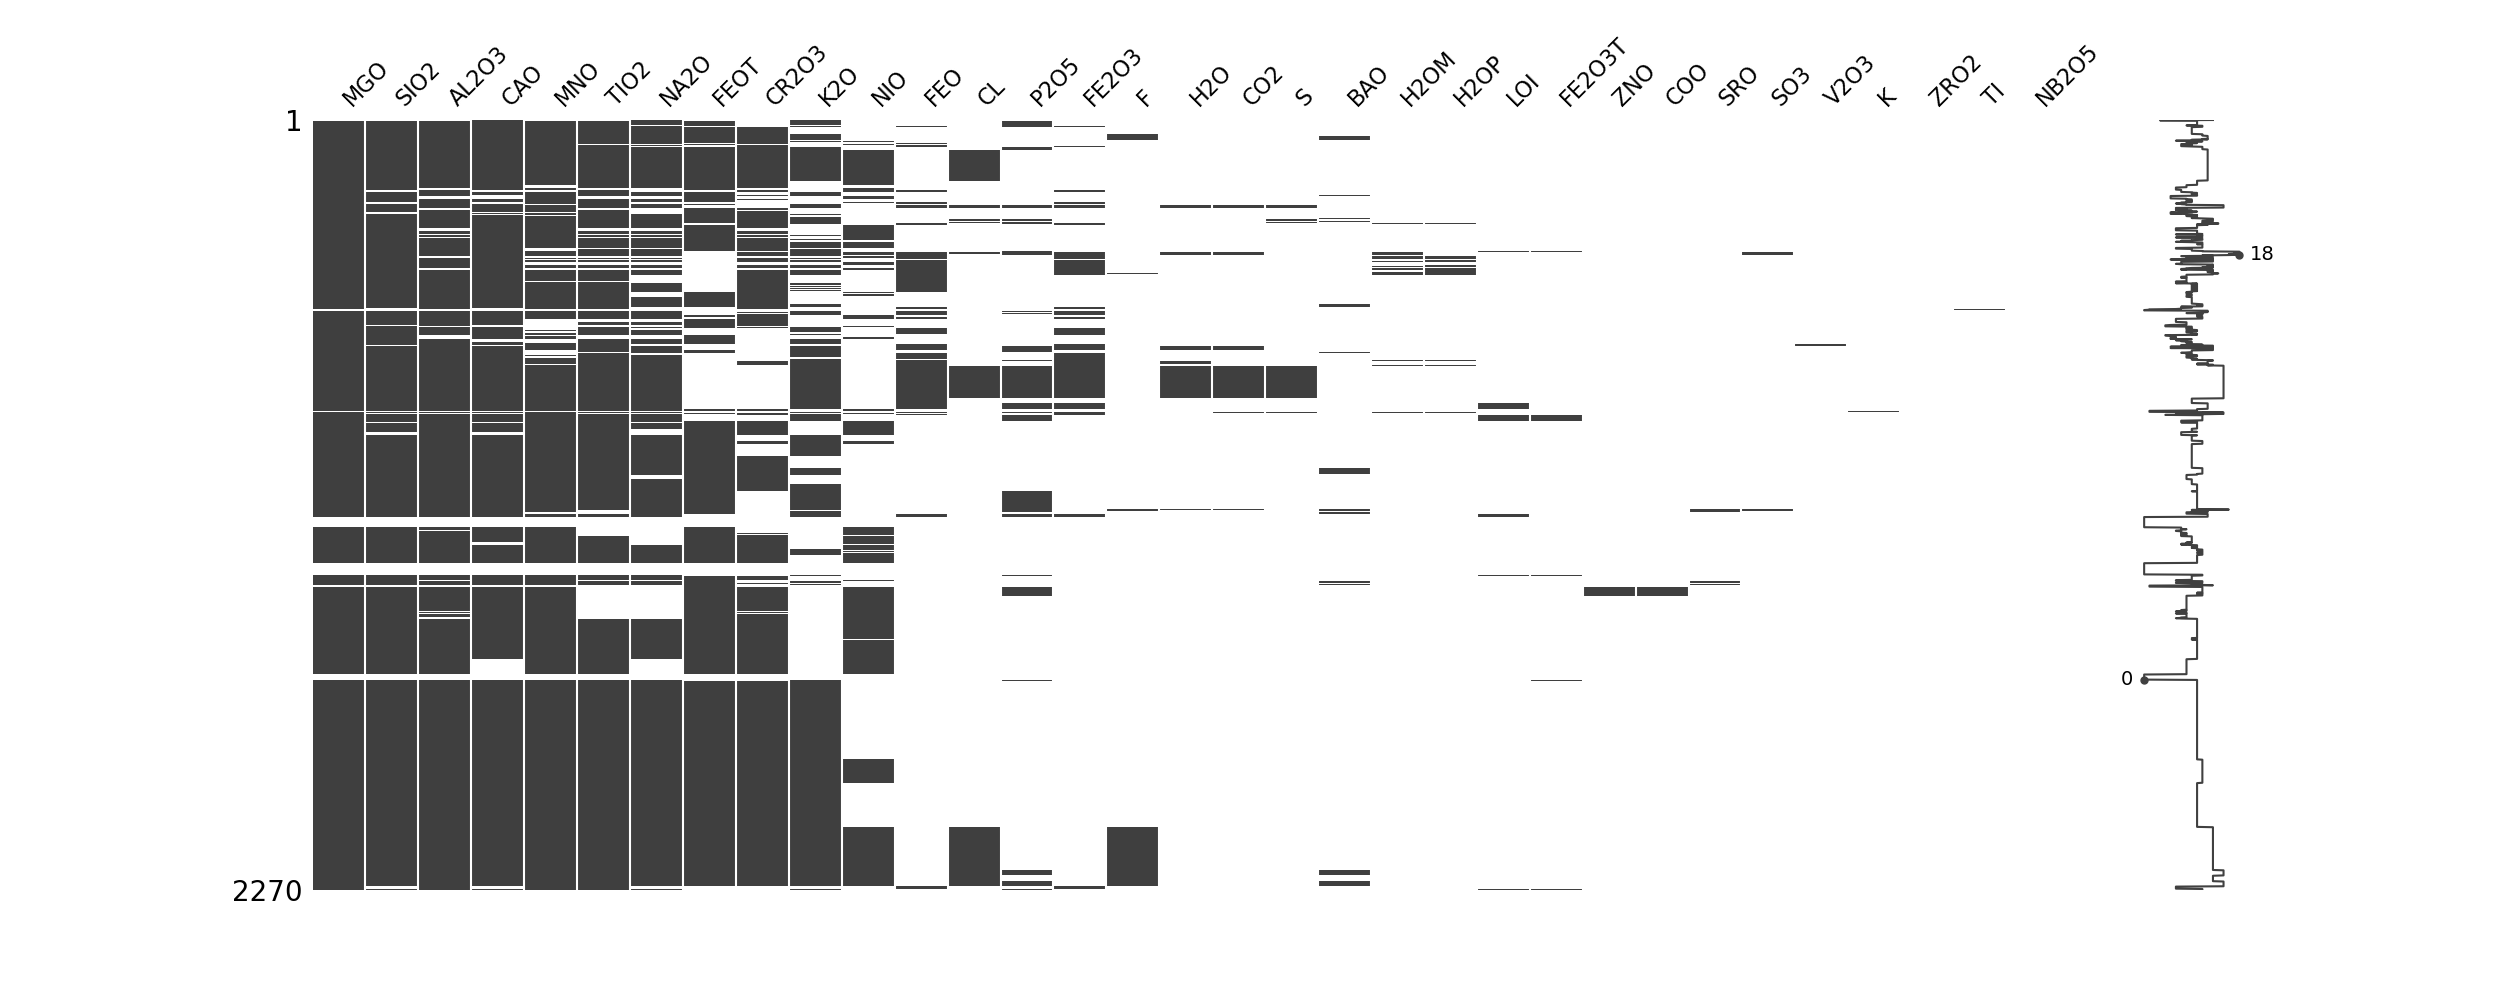 MGO SIO2 AL2O3 CAO MNO TIO2 NA2O FEOT CR2O3 K2O NIO FEO CL P2O5 FE2O3 F H2O CO2 S BAO H2OM H2OP LOI FE2O3T ZNO COO SRO SO3 V2O3 K ZRO2 TI NB2O5
1
18
0
2270